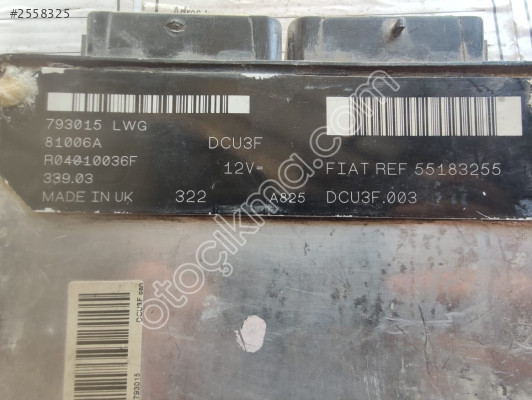 #2558325
793015 LWG
81006A
R04010036F
339.03
MADE IN UK 322
DCU3F
12V
A825
FIAT REF 55183255
DCU3F.003
otoçıkma.com
DCU3F
793015